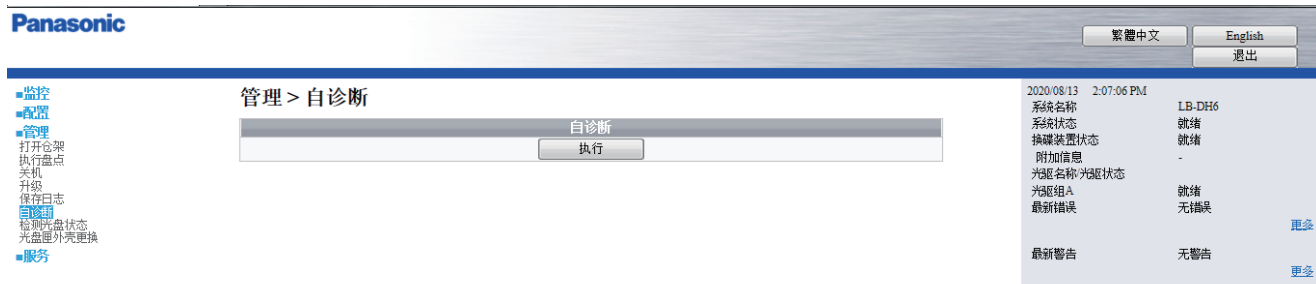 Panasonic
繁體中文 English
退出
■监控
■配置
■管理
打开仓架
执行盘点
关机
升级
保存日志
自诊断
检测光盘状态
光盘匣外壳更换
■服务
管理 > 自诊断
自诊断
执行
2020/08/13 2:07:06 PM
系统名称 LB-DH6
系统状态 就绪
换碟装置状态 就绪
附加信息 -
光驱名称/光驱状态
光驱组A 就绪
最新错误 无错误
更多
最新警告 无警告
更多